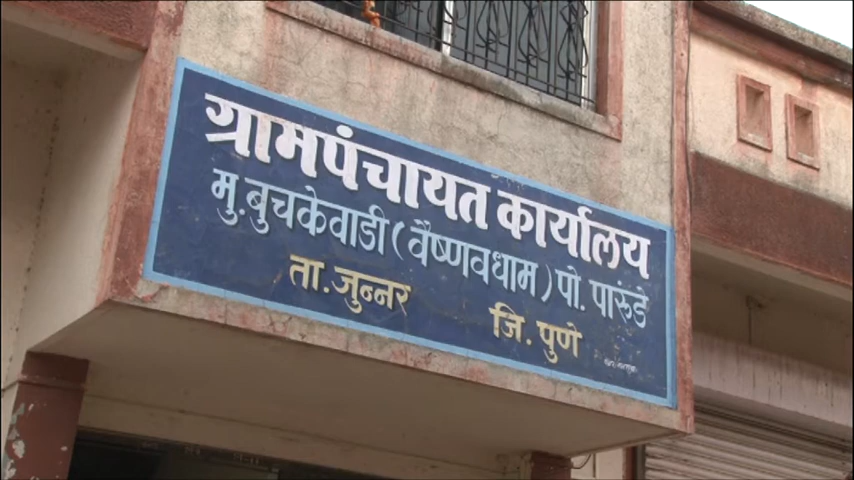 ग्रामपंचायत कार्यालय
मु.बुचकेवाडी (वैष्णवधाम) पो. पारुंडे
ता.जुन्नर जि.पुणे